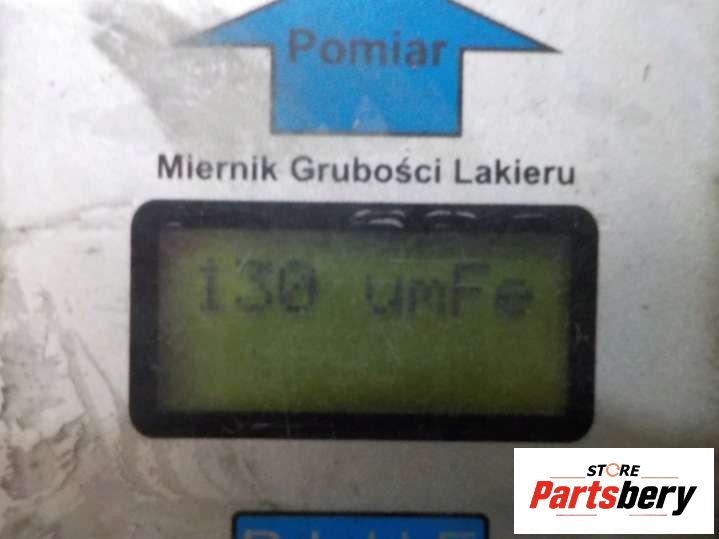 Pomiar
Miernik Grubości Lakieru
130 umFe
STORE
Partsbery